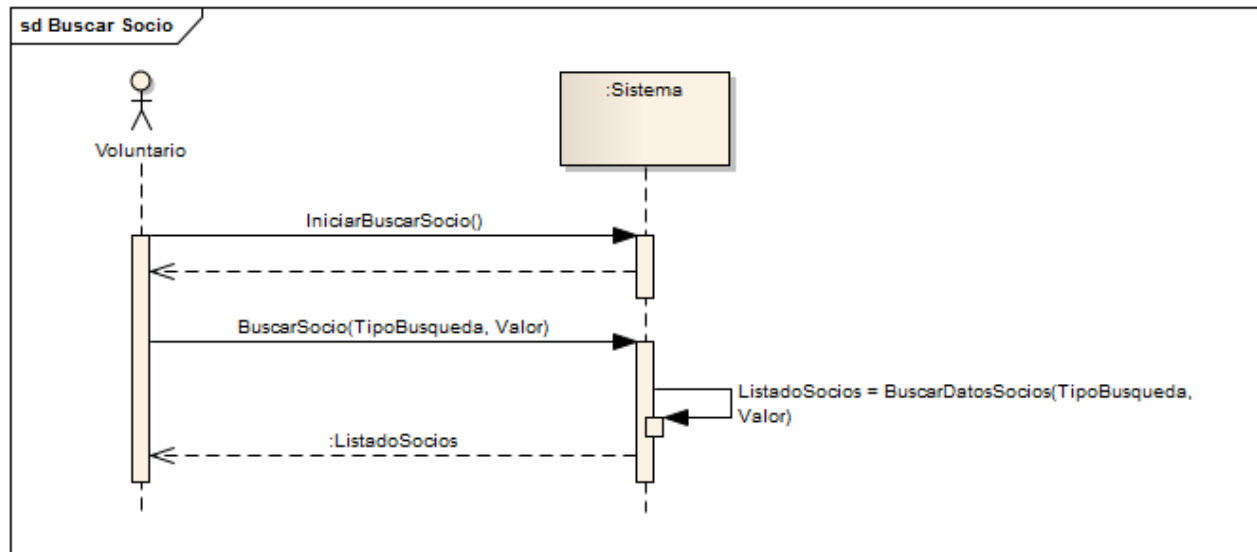 sd Buscar Socio
:Sistema
Voluntario
IniciarBuscarSocio()
BuscarSocio(TipoBusqueda, Valor)
ListadoSocios = BuscarDatosSocios(TipoBusqueda,
Valor)
:ListadoSocios